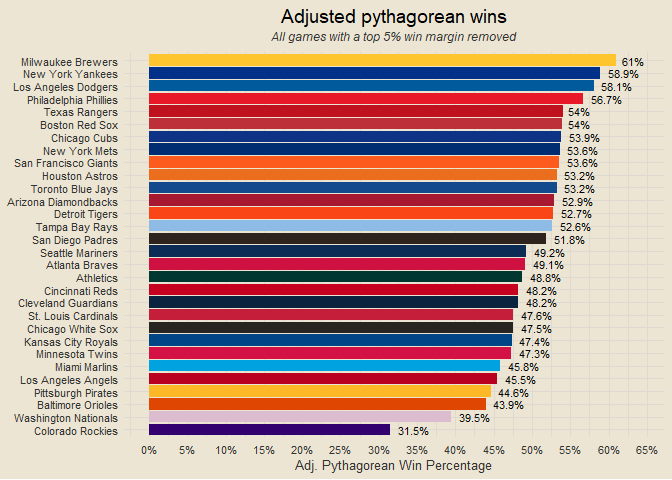 Adjusted pythagorean wins
All games with a top 5% win margin removed
Milwaukee Brewers 61%
New York Yankees 58.9%
Los Angeles Dodgers 58.1%
Philadelphia Phillies 56.7%
Texas Rangers 54%
Boston Red Sox 54%
Chicago Cubs 53.9%
New York Mets 53.6%
San Francisco Giants 53.6%
Houston Astros 53.2%
Toronto Blue Jays 53.2%
Arizona Diamondbacks 52.9%
Detroit Tigers 52.7%
Tampa Bay Rays 52.6%
San Diego Padres 51.8%
Seattle Mariners 49.2%
Atlanta Braves 49.1%
Athletics 48.8%
Cincinnati Reds 48.2%
Cleveland Guardians 48.2%
St. Louis Cardinals 47.6%
Chicago White Sox 47.5%
Kansas City Royals 47.4%
Minnesota Twins 47.3%
Miami Marlins 45.8%
Los Angeles Angels 45.5%
Pittsburgh Pirates 44.6%
Baltimore Orioles 43.9%
Washington Nationals 39.5%
Colorado Rockies 31.5%
0% 5% 10% 15% 20% 25% 30% 35% 40% 45% 50% 55% 60% 65%
Adj. Pythagorean Win Percentage